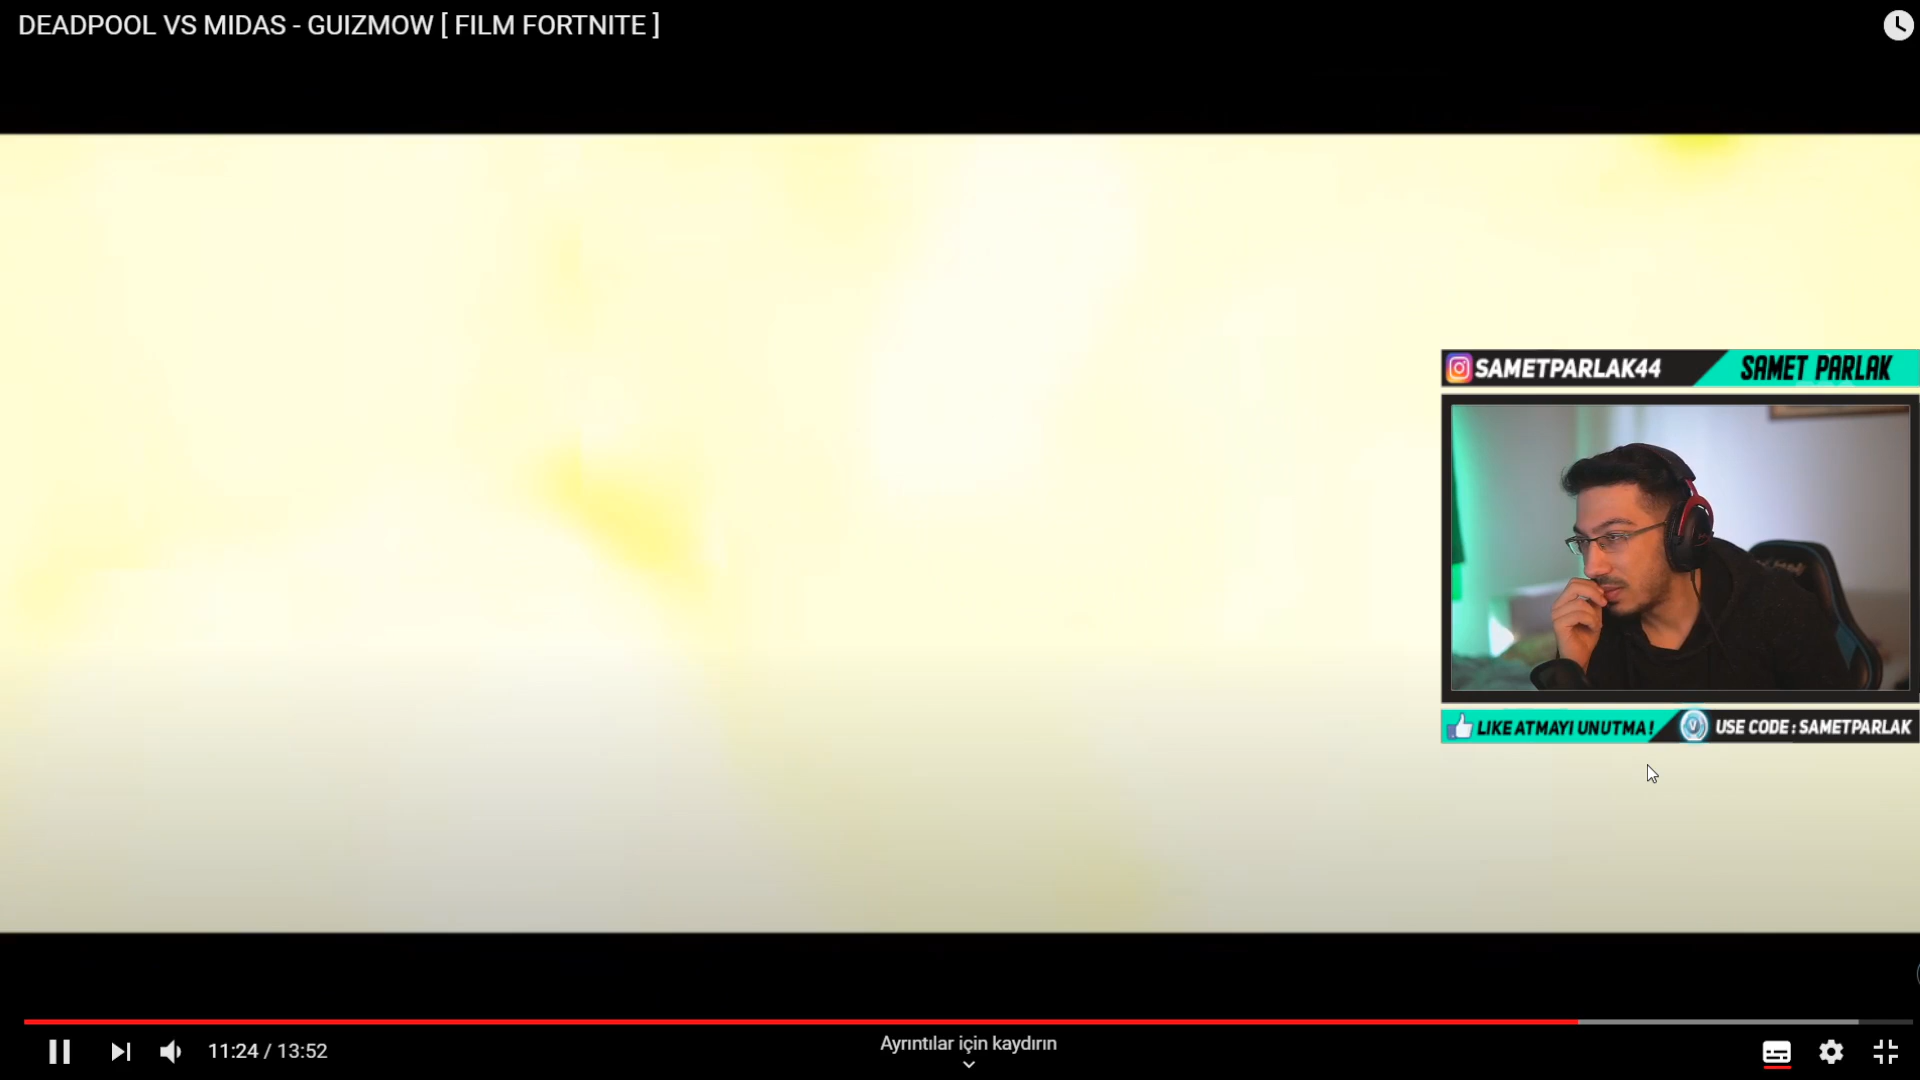 DEADPOOL VS MIDAS - GUIZMOW [ FILM FORTNITE ]
SAMETPARLAK44
SAMET PARLAK
LIKE ATMAYI UNUTMA !
USE CODE : SAMETPARLAK
11:24 / 13:52
Ayrıntılar için kaydırın